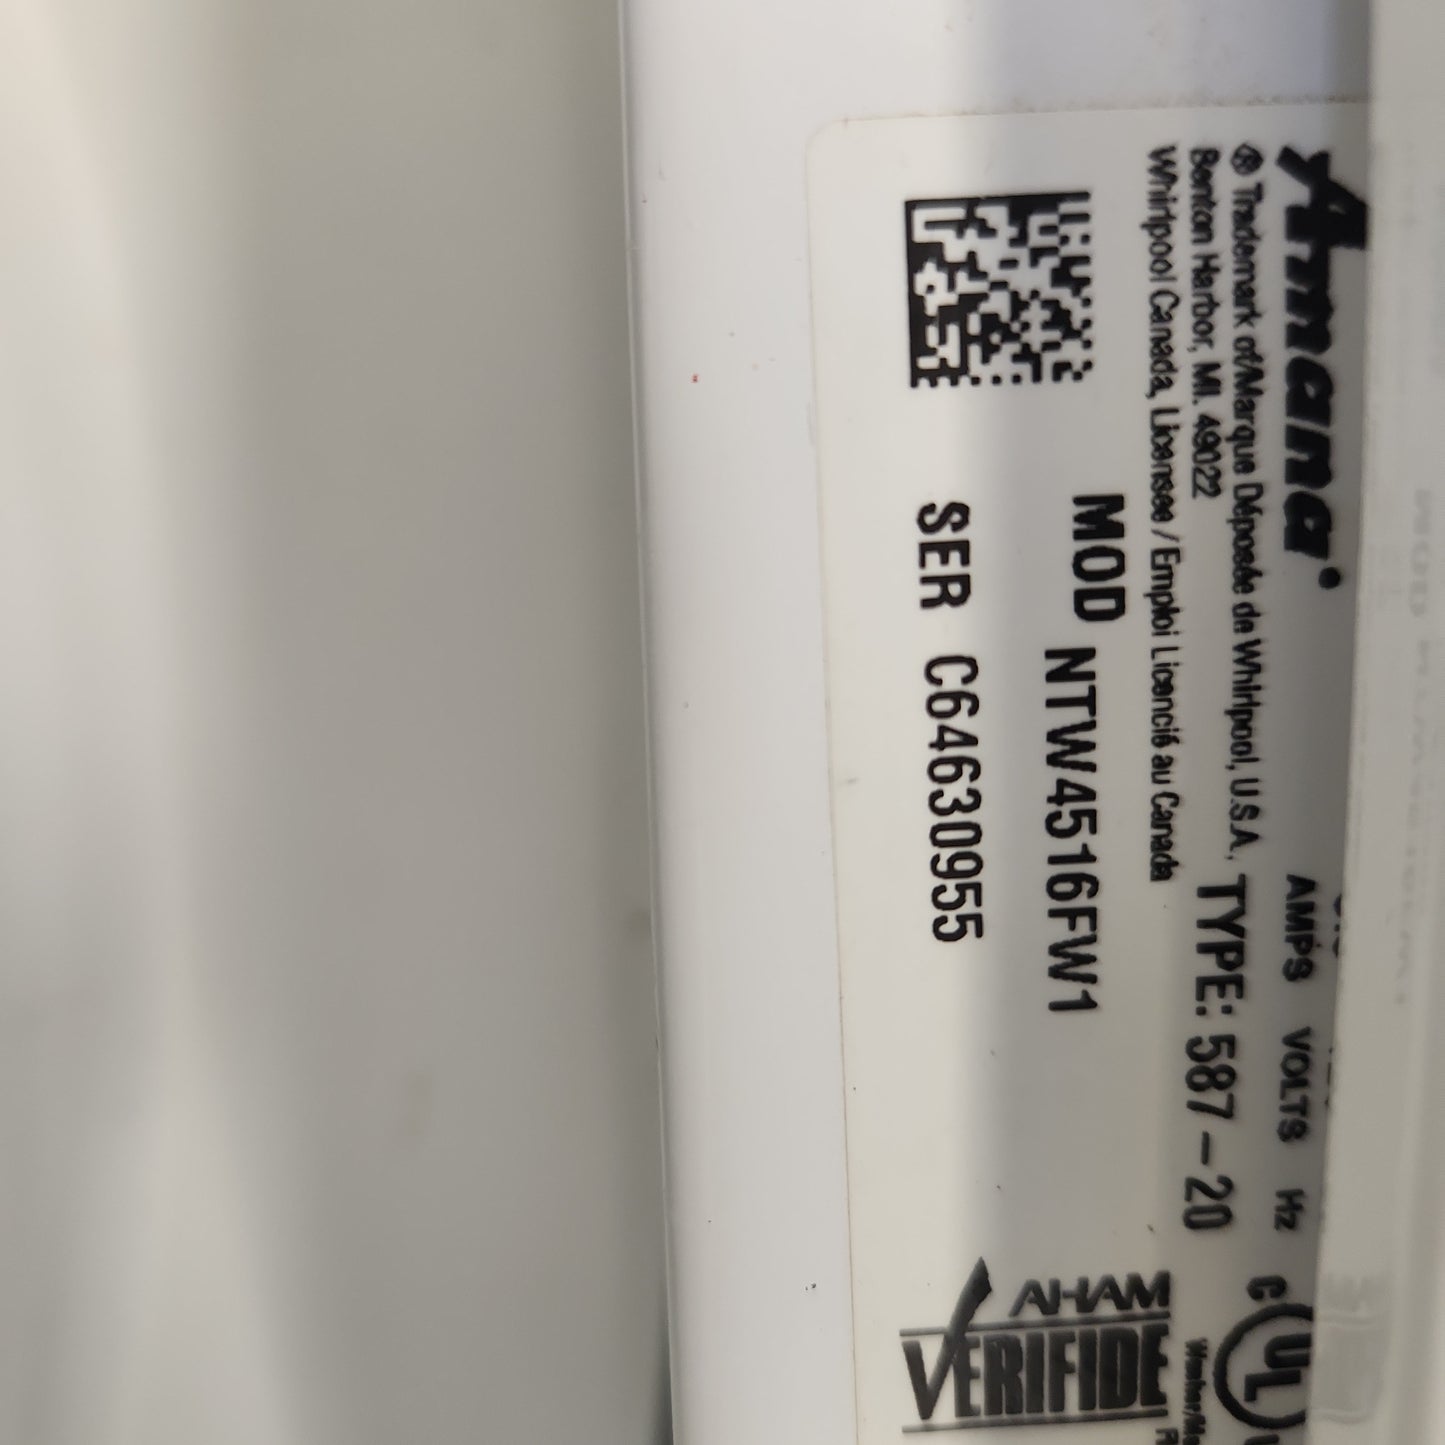 Amana
® Trademark of/Marque Déposée de Whirlpool, U.S.A.,
Benton Harbor, MI. 49022
Whirlpool Canada, Licensee / Emploi Licencié au Canada
AMPS VOLTS Hz
TYPE: 587-20
MOD NTW4516FW1
SER C64630955
C UL
AHAM
VERIFIDE